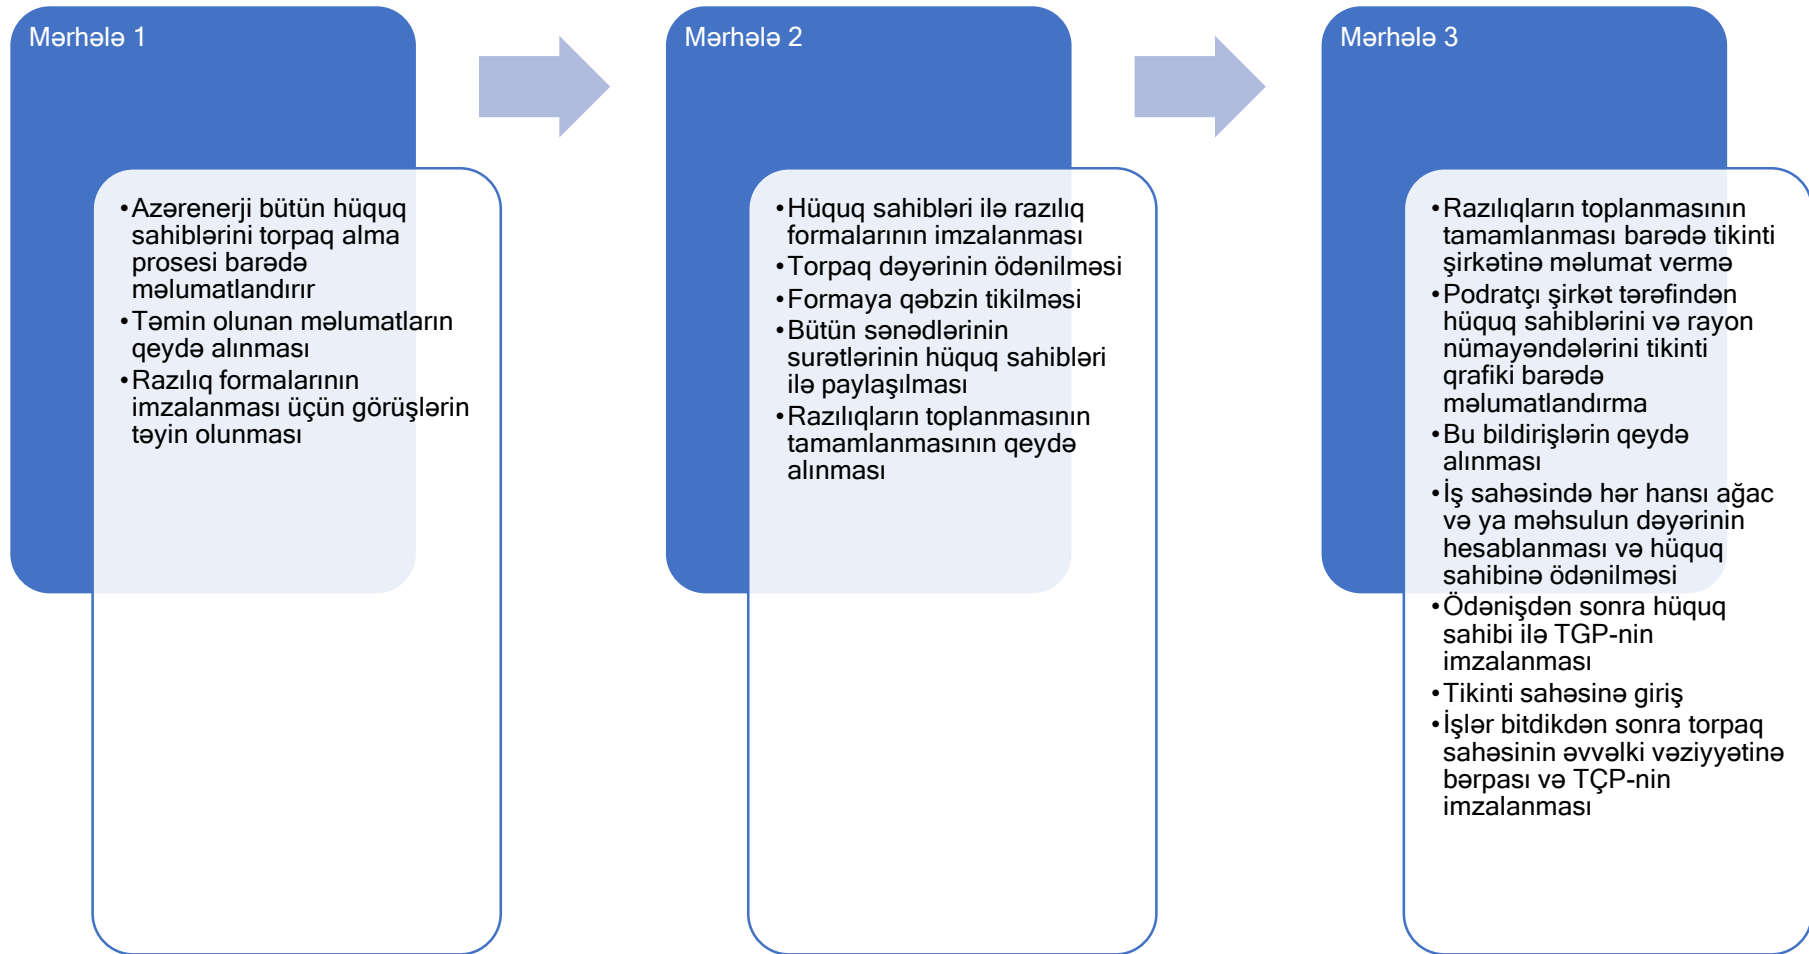 Mərhələ 1
•Azərenerji bütün hüquq
sahiblərini torpaq alma
prosesi barədə
məlumatlandırır
•Təmin olunan məlumatların
qeydə alınması
•Razılıq formalarının
imzalanması üçün görüşlərin
təyin olunması
Mərhələ 2
•Hüquq sahibləri ilə razılıq
formalarının imzalanması
•Torpaq dəyərinin ödənilməsi
•Formaya qəbzin tikilməsi
•Bütün sənədlərinin
surətlərinin hüquq sahibləri
ilə paylaşılması
•Razılıqların toplanmasının
tamamlanmasının qeydə
alınması
Mərhələ 3
•Razılıqların toplanmasının
tamamlanması barədə tikinti
şirkətinə məlumat vermə
•Podratçı şirkət tərəfindən
hüquq sahiblərini və rayon
nümayəndələrini tikinti
qrafiki barədə
məlumatlandırma
•Bu bildirişlərin qeydə
alınması
•İş sahəsində hər hansı ağac
və ya məhsulun dəyərinin
hesablanması və hüquq
sahibinə ödənilməsi
•Ödənişdən sonra hüquq
sahibi ilə TGP-nin
imzalanması
•Tikinti sahəsinə giriş
•İşlər bitdikdən sonra torpaq
sahəsinin əvvəlki vəziyyətinə
bərpası və TÇP-nin
imzalanması